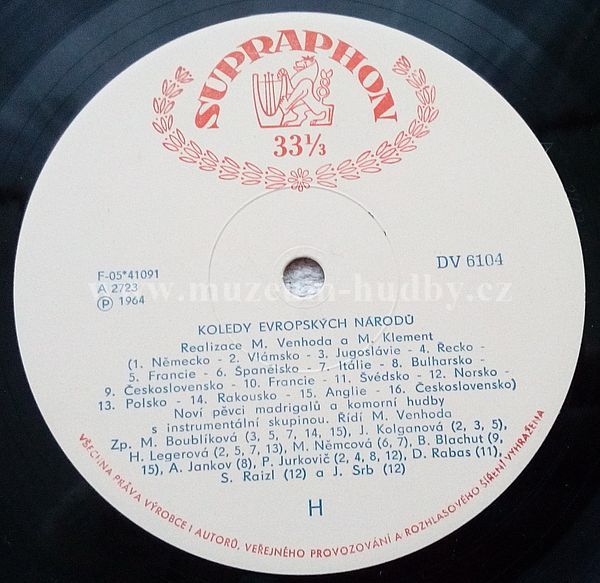 SUPRAPHON
33⅓
F-05*41091
A 2723
Ⓟ 1964
DV 6104
www.muzeum-hudby.cz
KOLEDY EVROPSKÝCH NÁRODŮ
Realizace M. Venhoda a M. Klement
(1. Německo - 2. Vlámsko - 3. Jugoslávie - 4. Řecko -
5. Francie - 6. Španělsko - 7. Itálie - 8. Bulharsko -
9. Československo - 10. Francie - 11. Švédsko - 12. Norsko -
13. Polsko - 14. Rakousko - 15. Anglie - 16. Československo)
Noví pěvci madrigalů a komorní hudby
s instrumentální skupinou. Řídí M. Venhoda
Zp. M. Boublíková (3, 5, 7, 14, 15), J. Kolganová (2, 3, 5),
H. Legerová (2, 5, 7, 13), M. Němcová (6, 7), B. Blachut (9,
15), A. Jankov (8), P. Jurkovič (2, 4, 8, 12), D. Rabas (11),
S. Raizl (12) a J. Srb (12)
H
VŠECHNA PRÁVA VÝROBCE I AUTORŮ, VEŘEJNÉHO PROVOZOVÁNÍ A ROZHLASOVÉHO ŠÍŘENÍ VYHRAZENA